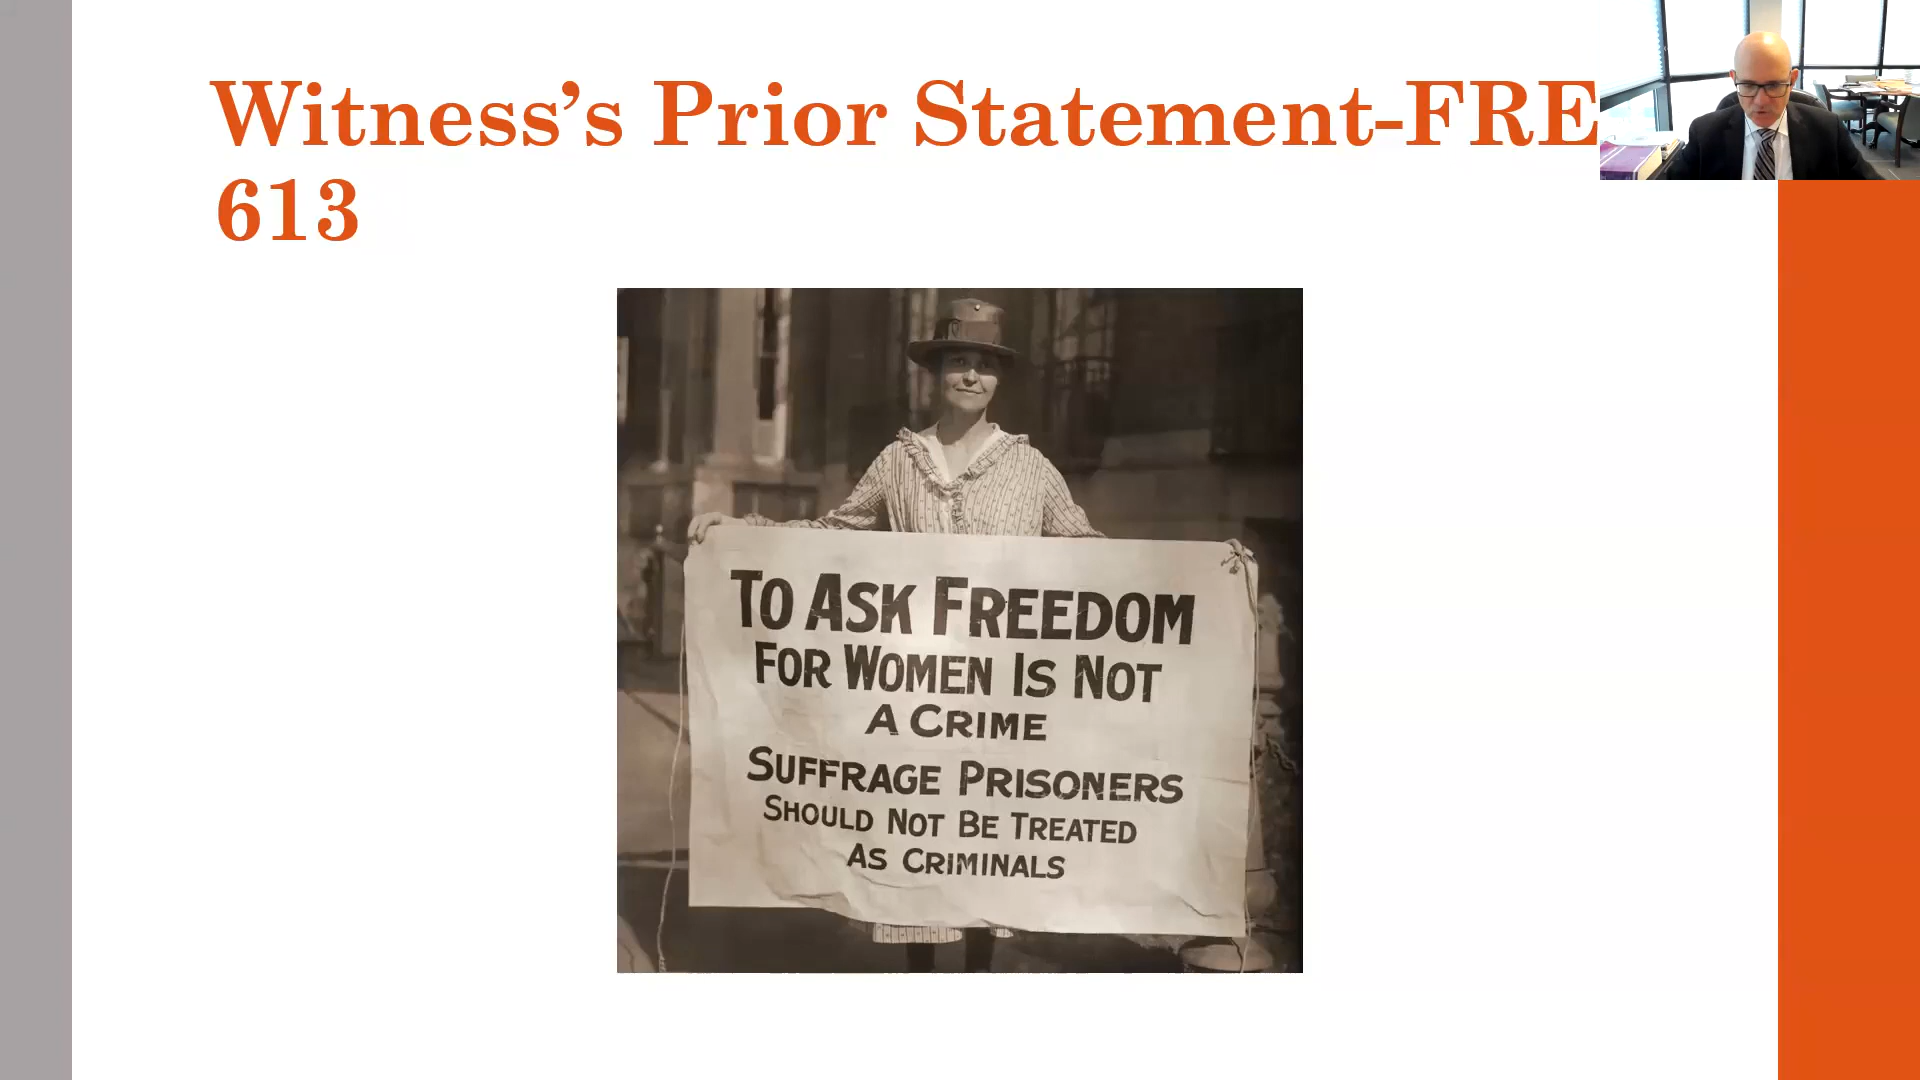 Witness’s Prior Statement-FRE
613
TO ASK FREEDOM
FOR WOMEN IS NOT
A CRIME
SUFFRAGE PRISONERS
SHOULD NOT BE TREATED
AS CRIMINALS